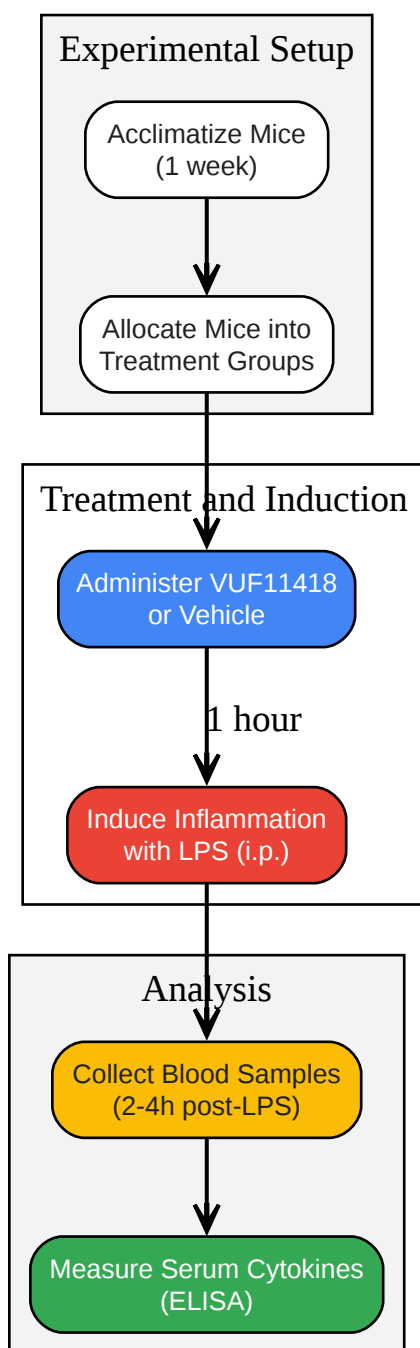 Experimental Setup
Acclimatize Mice
(1 week)
Allocate Mice into
Treatment Groups
Treatment and Induction
Administer VUF11418
or Vehicle
1 hour
Induce Inflammation
with LPS (i.p.)
Analysis
Collect Blood Samples
(2-4h post-LPS)
Measure Serum Cytokines
(ELISA)